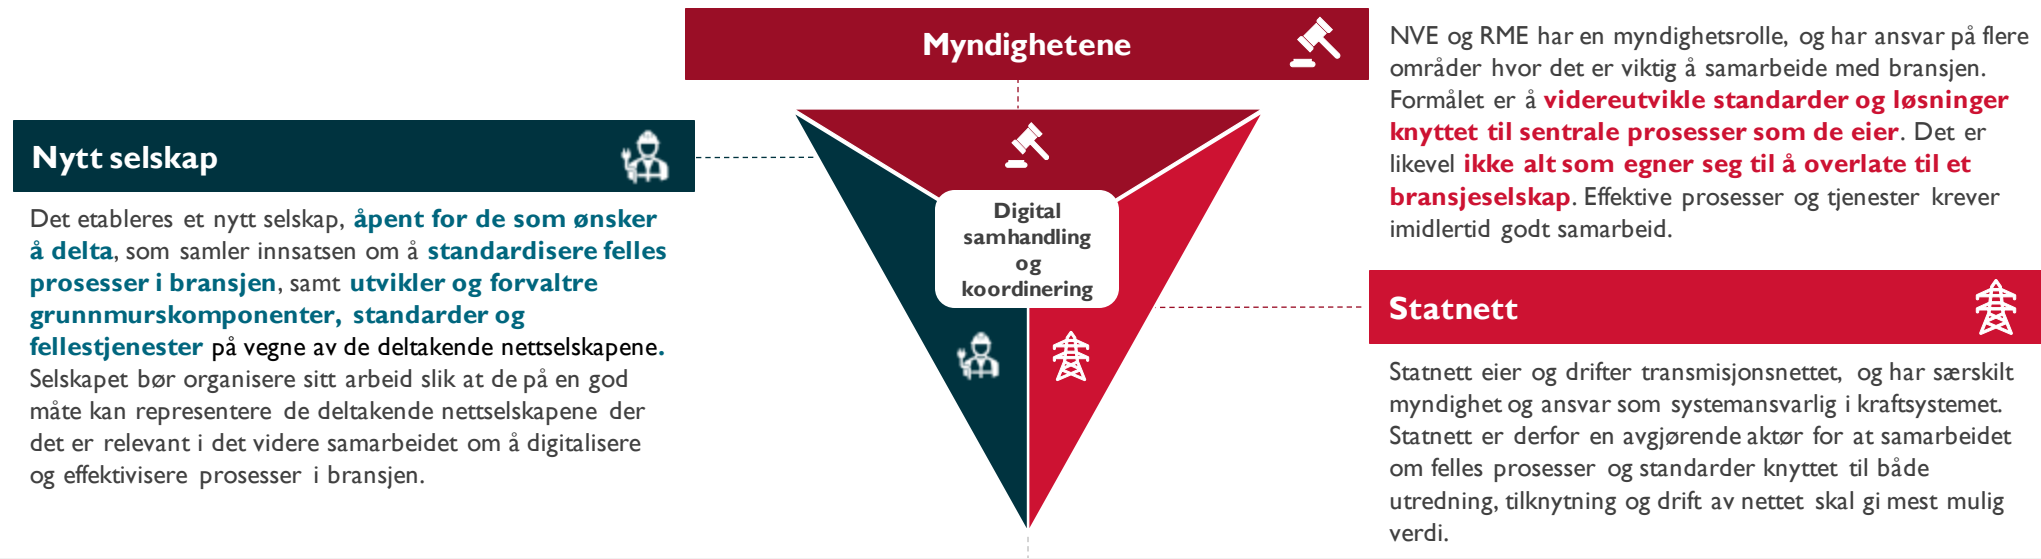 Myndighetene
NVE og RME har en myndighetsrolle, og har ansvar på flere
områder hvor det er viktig å samarbeide med bransjen.
Formålet er å videreutvikle standarder og løsninger
knyttet til sentrale prosesser som de eier. Det er
likevel ikke alt som egner seg til å overlate til et
bransjeselskap. Effektive prosesser og tjenester krever
imidlertid godt samarbeid.
Nytt selskap
Det etableres et nytt selskap, åpent for de som ønsker
å delta, som samler innsatsen om å standardisere felles
prosesser i bransjen, samt utvikler og forvaltre
grunnmurskomponenter, standarder og
fellestjenester på vegne av de deltakende nettselskapene.
Selskapet bør organisere sitt arbeid slik at de på en god
måte kan representere de deltakende nettselskapene der
det er relevant i det videre samarbeidet om å digitalisere
og effektivisere prosesser i bransjen.
Digital
samhandling
og
koordinering
Statnett
Statnett eier og drifter transmisjonsnettet, og har særskilt
myndighet og ansvar som systemansvarlig i kraftsystemet.
Statnett er derfor en avgjørende aktør for at samarbeidet
om felles prosesser og standarder knyttet til både
utredning, tilknytning og drift av nettet skal gi mest mulig
verdi.